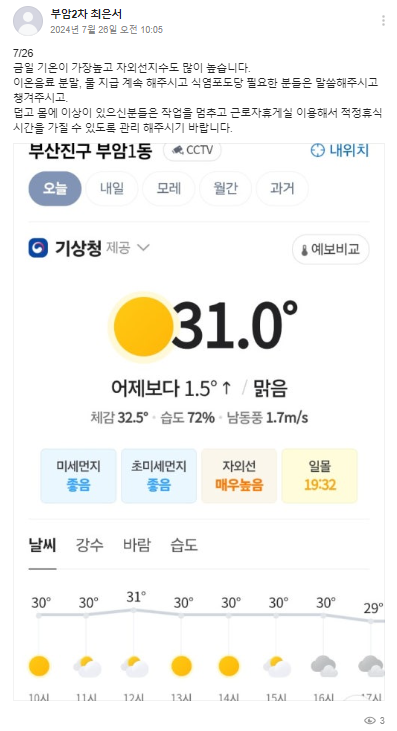 부암2차 최은서
2024년 7월 26일 오전 10:05
7/26
금일 기온이 가장높고 자외선지수도 많이 높습니다.
이온음료 분말, 물 지급 계속 해주시고 식염포도당 필요한 분들은 말씀해주시고
챙겨주시고.
덥고 몸에 이상이 있으신분들은 작업을 멈추고 근로자휴게실 이용해서 적정휴식
시간을 가질 수 있도록 관리 해주시기 바랍니다.
부산진구 부암1동 CCTV 내위치
오늘 내일 모레 월간 과거
기상청 제공 예보비교
31.0°
어제보다 1.5°↑ / 맑음
체감 32.5° · 습도 72% · 남동풍 1.7m/s
미세먼지 초미세먼지 자외선 일몰
좋음 좋음 매우높음 19:32
날씨 강수 바람 습도
30° 30° 31° 30° 30° 30° 30° 29°
10시 11시 12시 13시 14시 15시 16시 17시
3